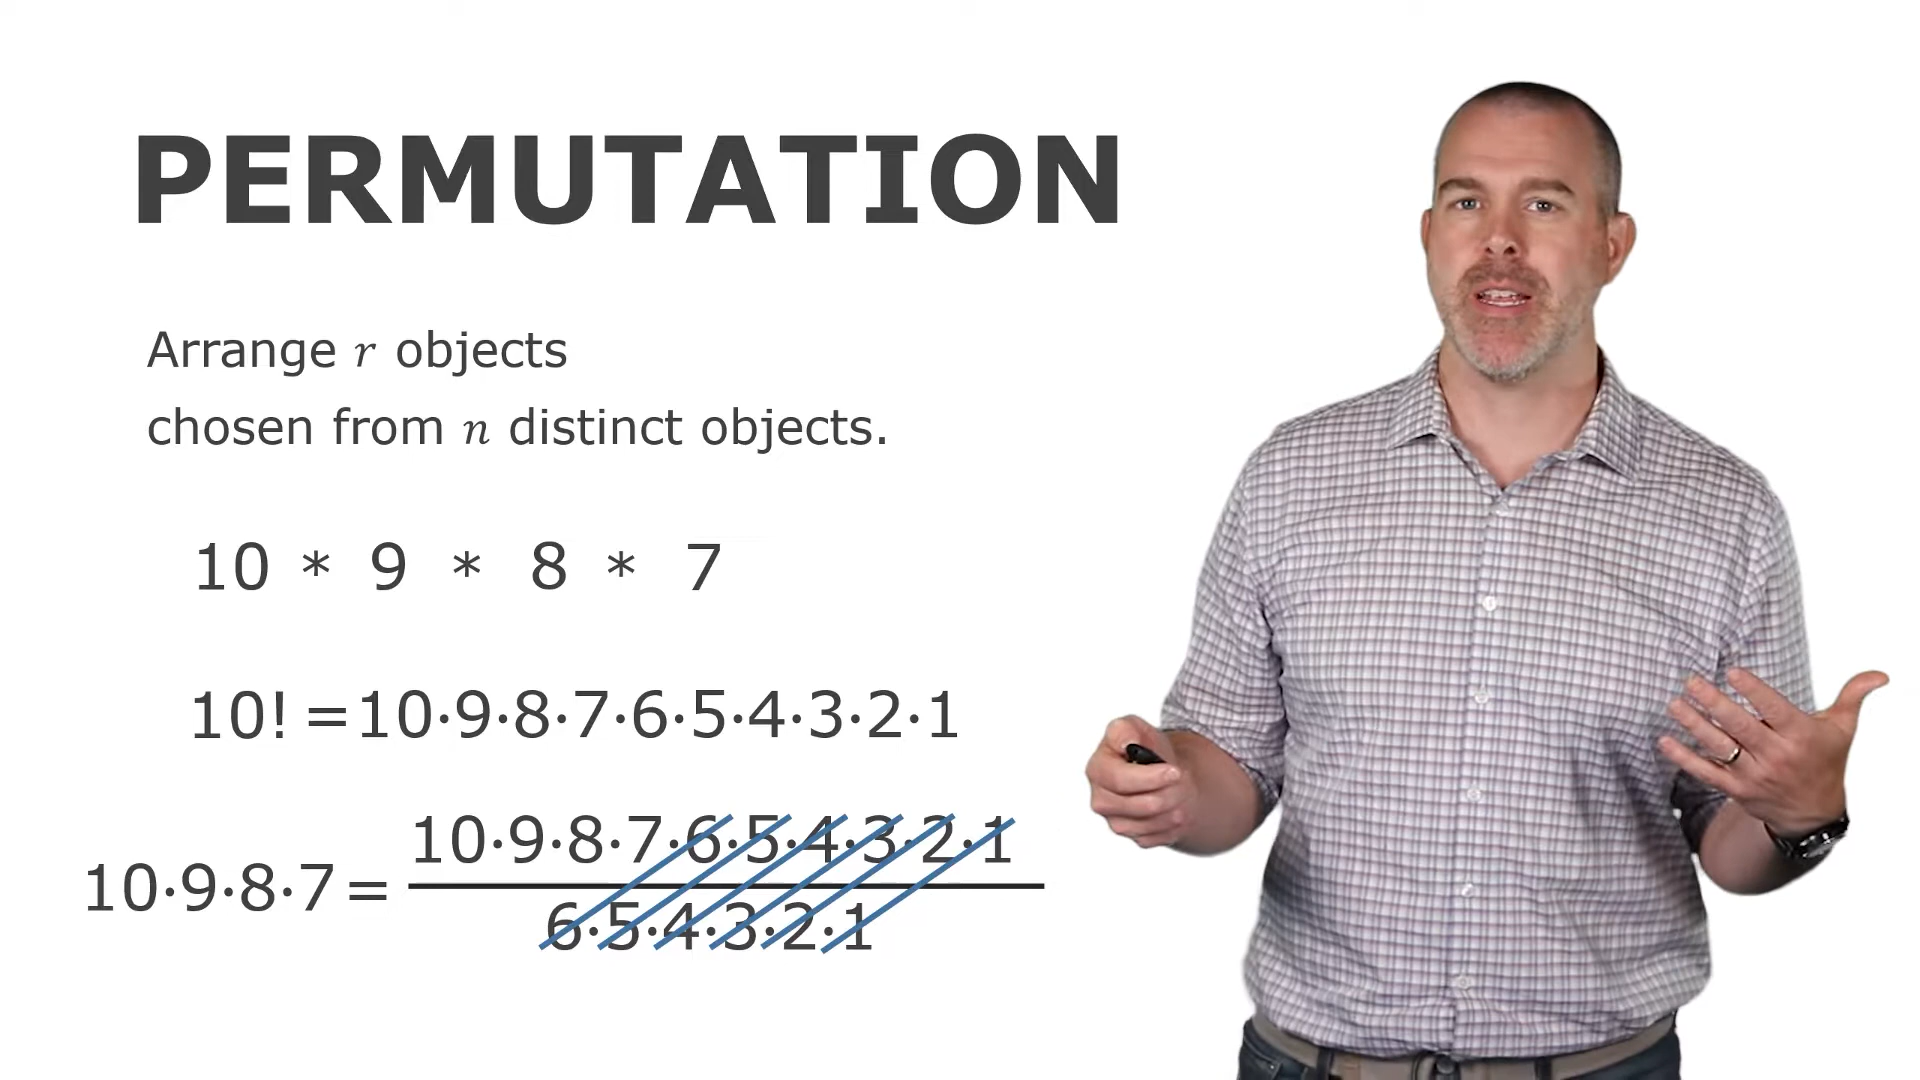 PERMUTATION
Arrange r objects
chosen from n distinct objects.
10 * 9 * 8 * 7
10! =10·9·8·7·6·5·4·3·2·1
10·9·8·7·6·5·4·3·2·1
10·9·8·7=
6·5·4·3·2·1